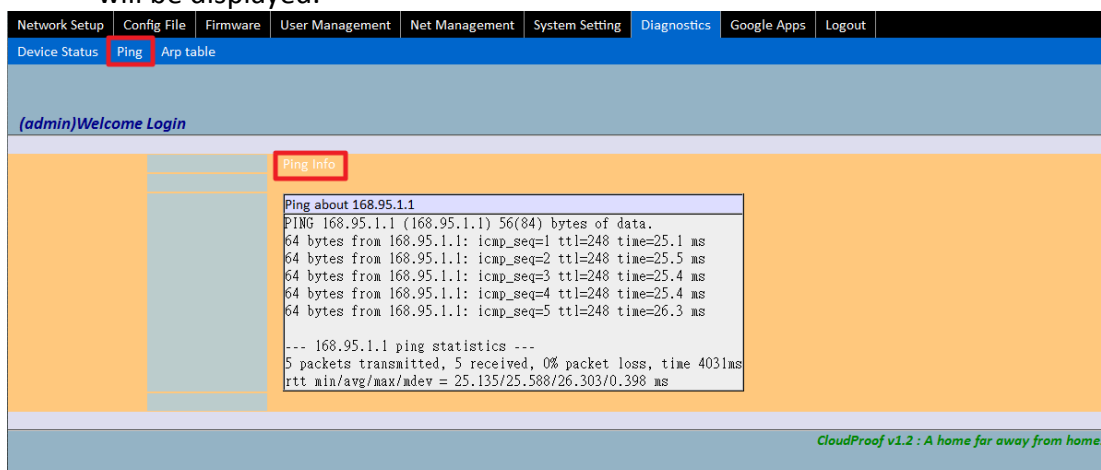 will be displayed.
Network Setup Config File Firmware User Management Net Management System Setting Diagnostics Google Apps Logout
Device Status Ping Arp table
(admin)Welcome Login
Ping Info
Ping about 168.95.1.1
PING 168.95.1.1 (168.95.1.1) 56(84) bytes of data.
64 bytes from 168.95.1.1: icmp_seq=1 ttl=248 time=25.1 ms
64 bytes from 168.95.1.1: icmp_seq=2 ttl=248 time=25.5 ms
64 bytes from 168.95.1.1: icmp_seq=3 ttl=248 time=25.4 ms
64 bytes from 168.95.1.1: icmp_seq=4 ttl=248 time=25.4 ms
64 bytes from 168.95.1.1: icmp_seq=5 ttl=248 time=26.3 ms
--- 168.95.1.1 ping statistics ---
5 packets transmitted, 5 received, 0% packet loss, time 4031ms
rtt min/avg/max/mdev = 25.135/25.588/26.303/0.398 ms
CloudProof v1.2 : A home far away from home